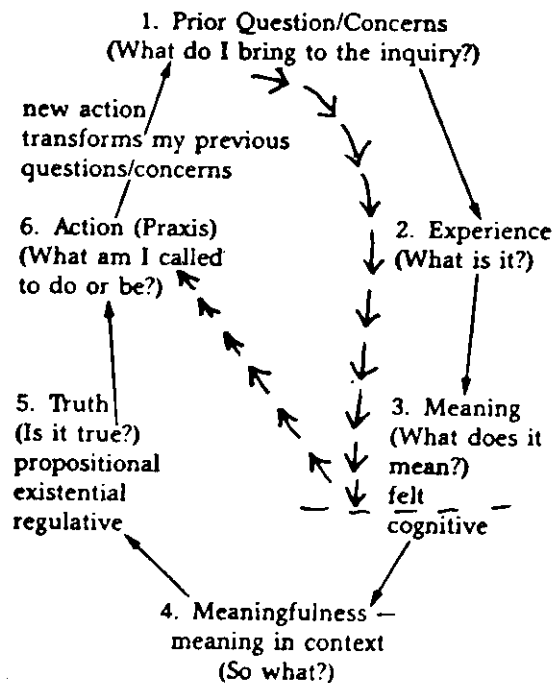 1. Prior Question/Concerns
(What do I bring to the inquiry?)
new action
transforms my previous
questions/concerns
6. Action (Praxis)
(What am I called
to do or be?)
2. Experience
(What is it?)
5. Truth
(Is it true?)
propositional
existential
regulative
3. Meaning
(What does it
mean?)
felt
cognitive
4. Meaningfulness —
meaning in context
(So what?)